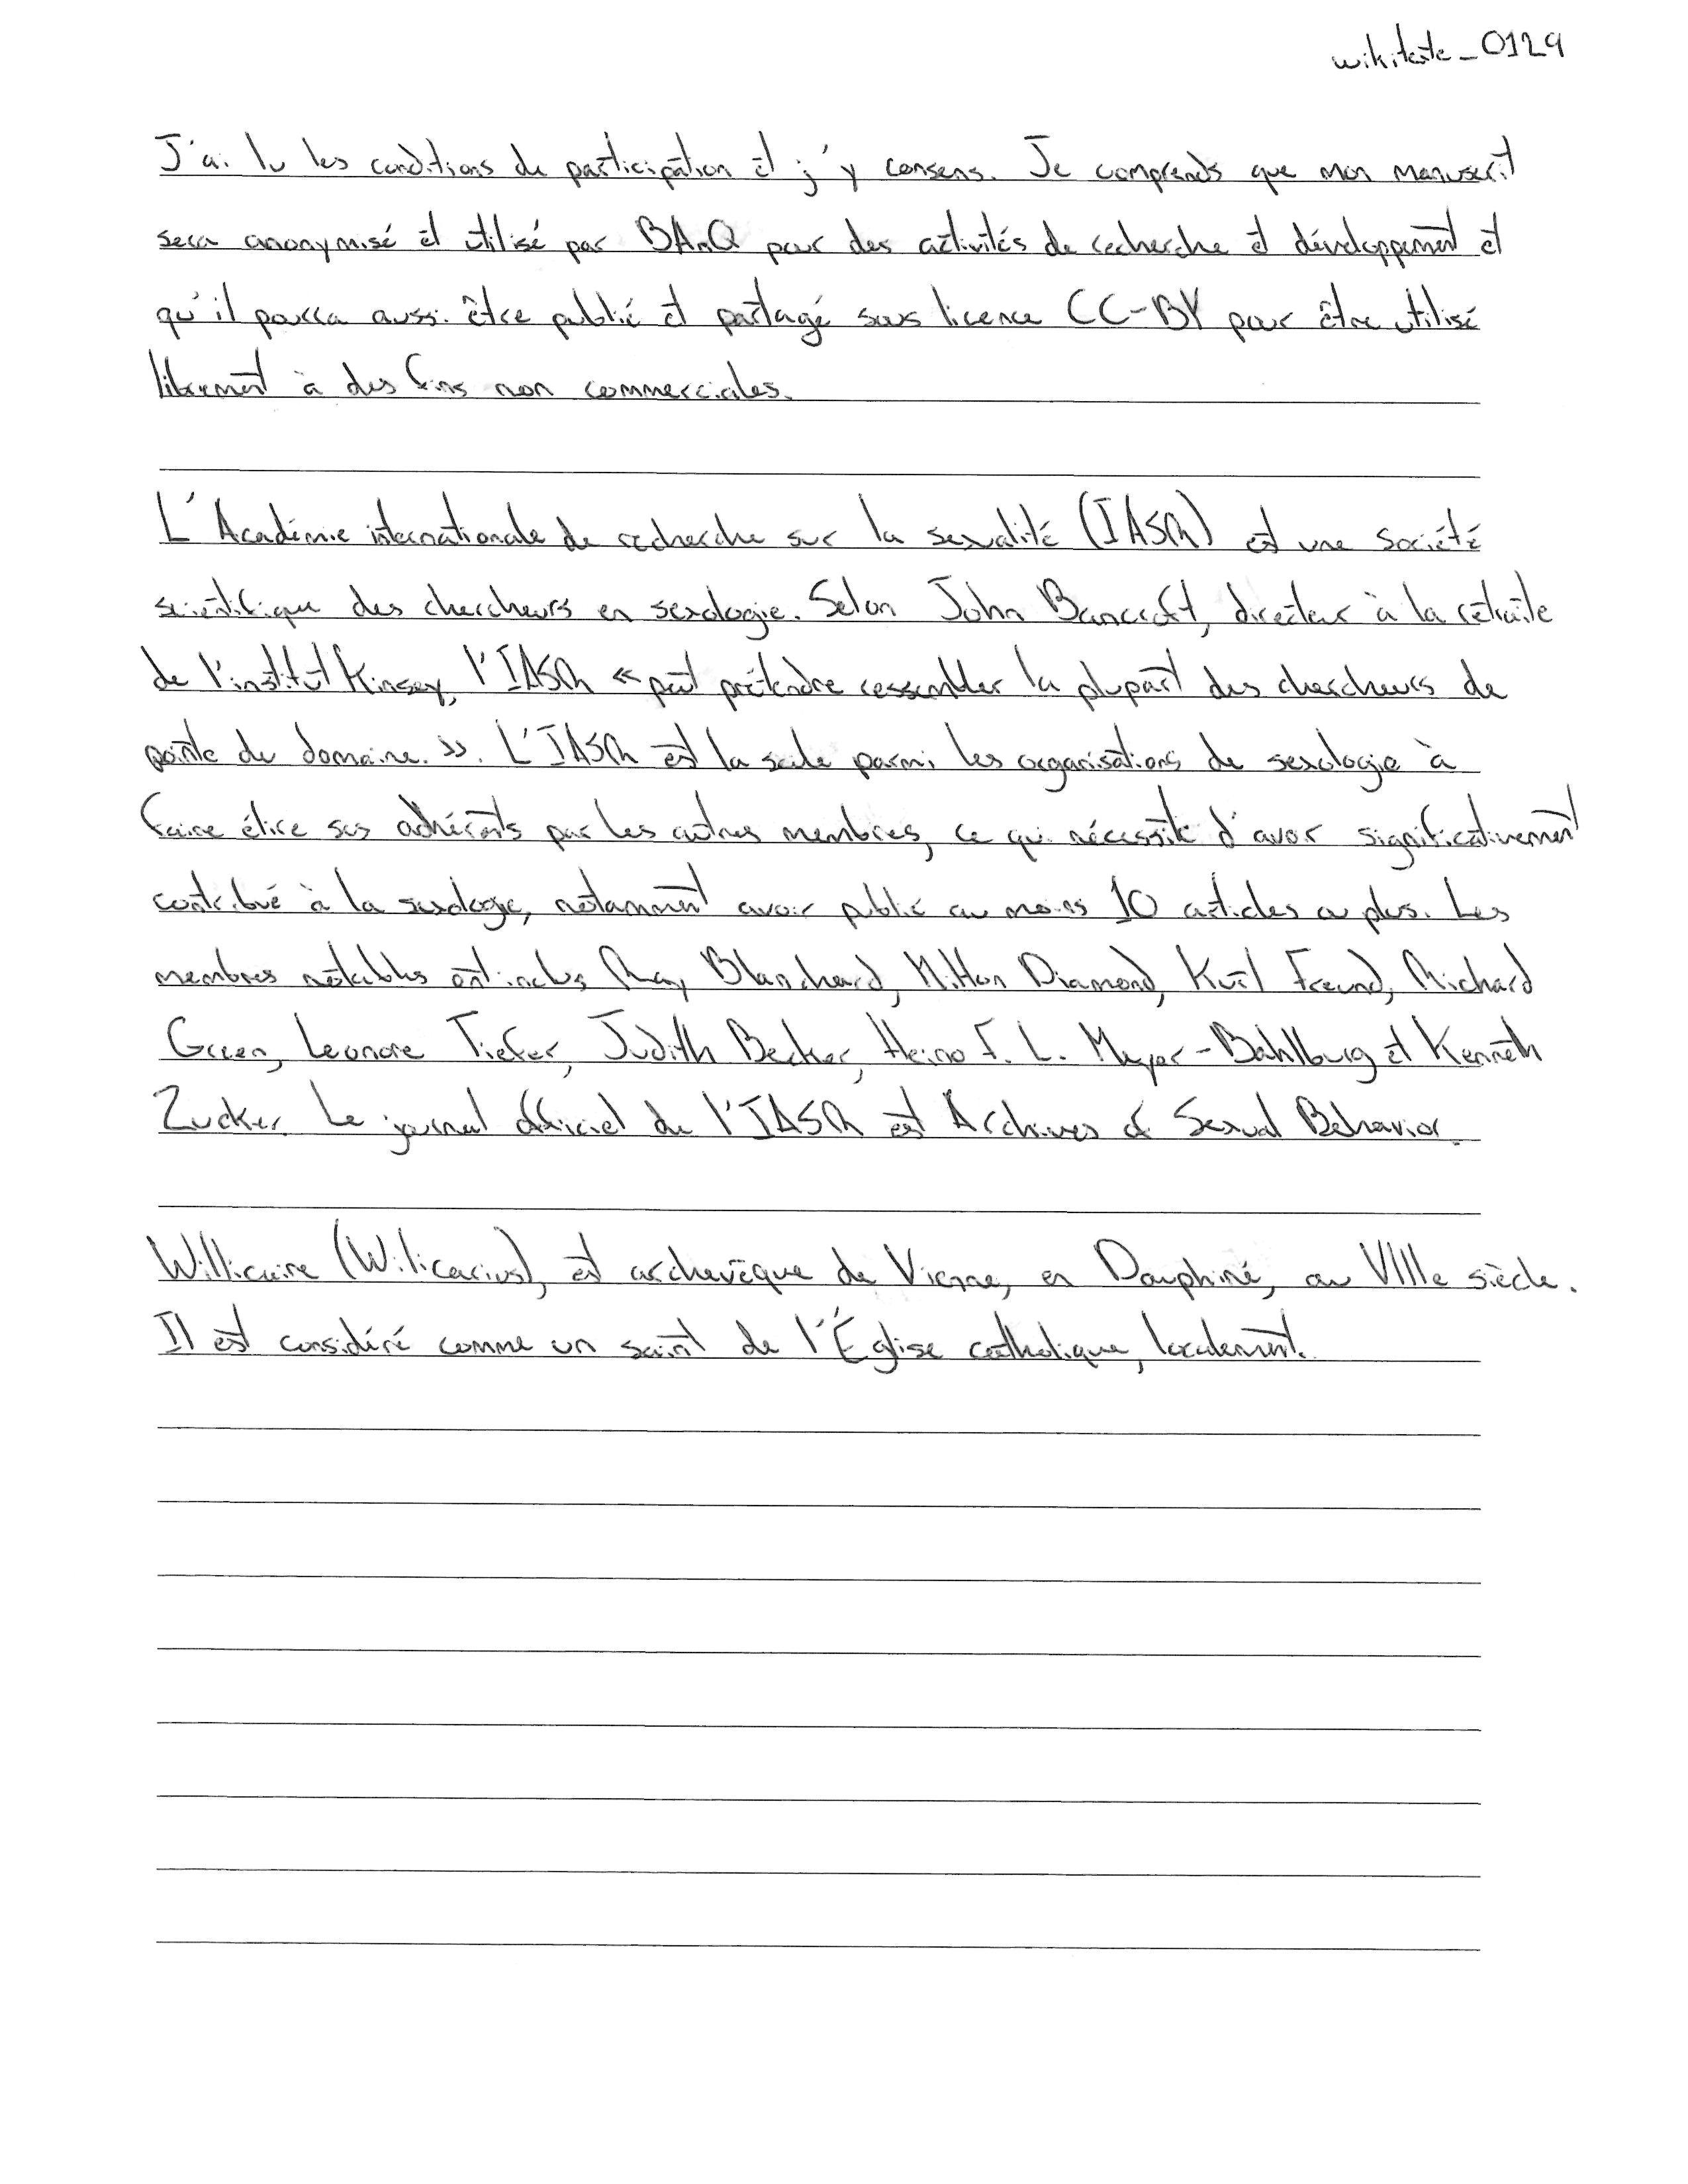 wikitexte_0129
J'ai lu les conditions de participation et j'y consens. Je comprends que mon manuscrit
sera anonymisé et utilisé par BAnQ pour des activités de recherche et développement et
qu'il pourra aussi être publié et partagé sous licence CC-BY pour être utilisé
librement à des fins non commerciales.
L'Académie internationale de recherche sur la sexualité (IASR) est une société
scientifique des chercheurs en sexologie. Selon John Bancroft, directeur à la retraite
de l'institut Kinsey, l'IASR « peut prétendre rassembler la plupart des chercheurs de
pointe du domaine. ». L'IASR est la seule parmi les organisations de sexologie à
faire élire ses adhérents par les autres membres, ce qui nécessite d'avoir significativement
contribué à la sexologie, notamment avoir publié au moins 10 articles ou plus. Les
membres notables ont inclus Ray Blanchard, Milton Diamond, Kurt Freund, Richard
Green, Leonore Tiefer, Judith Becker, Heino F. L. Meyer-Bahlburg et Kenneth
Zucker. Le journal officiel de l'IASR est Archives of Sexual Behavior.
Willicaire (Wilicarius), est archevêque de Vienne, en Dauphiné, au VIIIe siècle.
Il est considéré comme un saint de l'Église catholique, localement.